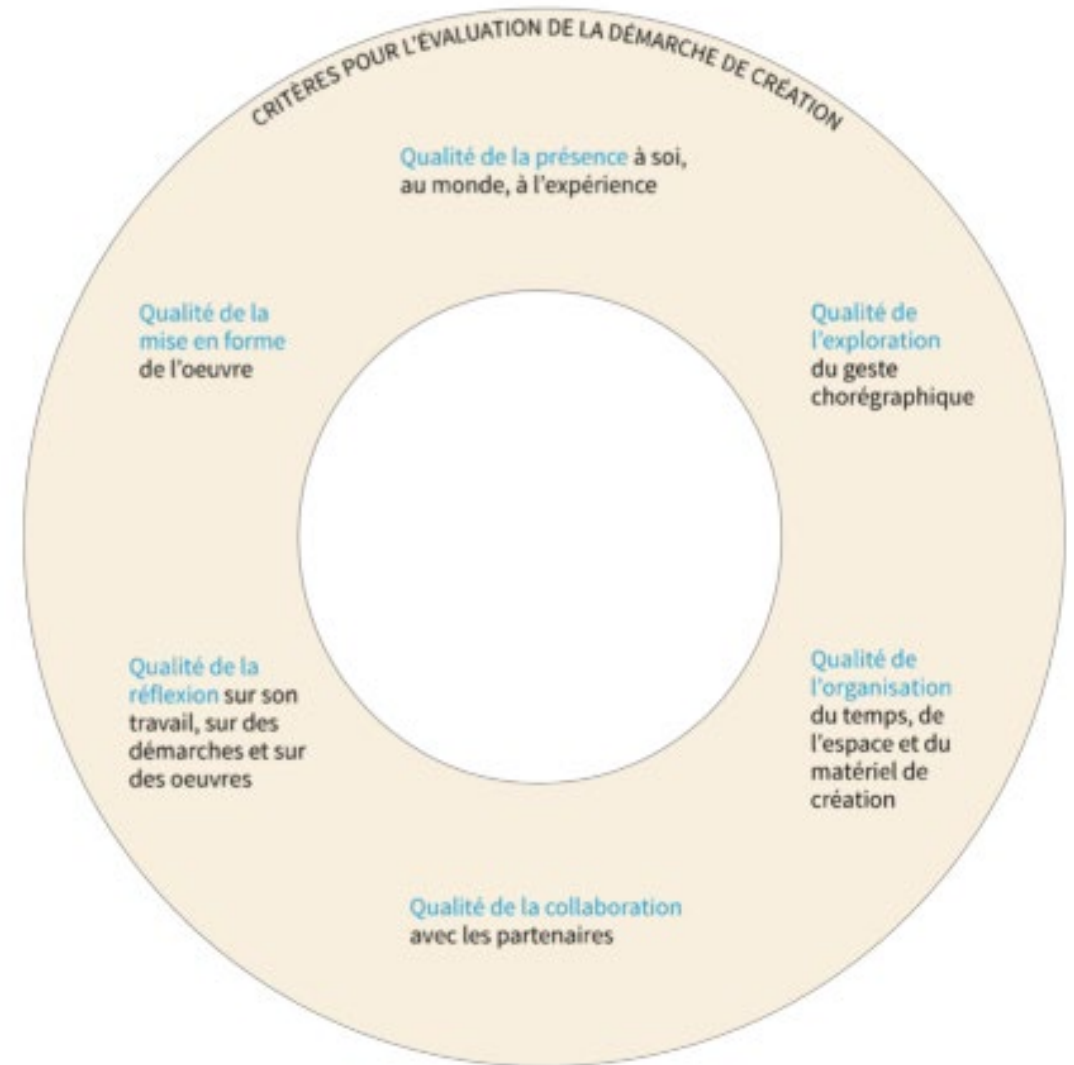 CRITÈRES POUR L'ÉVALUATION DE LA DÉMARCHE DE CRÉATION
Qualité de la présence à soi,
au monde, à l'expérience
Qualité de
l'exploration
du geste
chorégraphique
Qualité de
l'organisation
du temps, de
l'espace et du
matériel de
création
Qualité de la collaboration
avec les partenaires
Qualité de la
réflexion sur son
travail, sur des
démarches et sur
des oeuvres
Qualité de la
mise en forme
de l'oeuvre